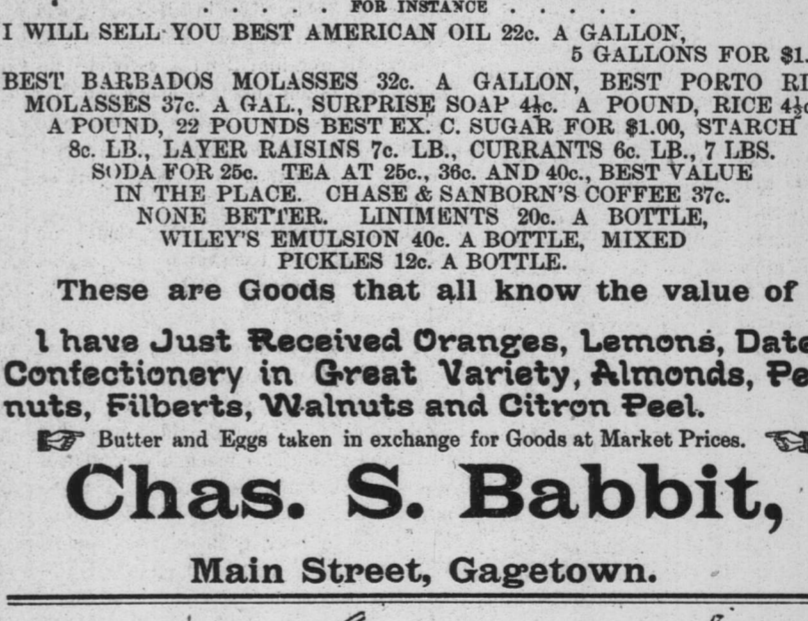 . . . . . FOR INSTANCE . . . . .
I WILL SELL YOU BEST AMERICAN OIL 22c. A GALLON,
5 GALLONS FOR $1.
BEST BARBADOS MOLASSES 32c. A GALLON, BEST PORTO RI
MOLASSES 37c. A GAL., SURPRISE SOAP 4½c. A POUND, RICE 4½c
A POUND, 22 POUNDS BEST EX. C. SUGAR FOR $1.00, STARCH
8c. LB., LAYER RAISINS 7c. LB., CURRANTS 6c. LB., 7 LBS.
SODA FOR 25c. TEA AT 25c., 36c. AND 40c., BEST VALUE
IN THE PLACE. CHASE & SANBORN'S COFFEE 37c.
NONE BETTER. LINIMENTS 20c. A BOTTLE,
WILEY'S EMULSION 40c. A BOTTLE, MIXED
PICKLES 12c. A BOTTLE.
These are Goods that all know the value of
I have Just Received Oranges, Lemons, Date
Confectionery in Great Variety, Almonds, Pe
nuts, Filberts, Walnuts and Citron Peel.
Butter and Eggs taken in exchange for Goods at Market Prices.
Chas. S. Babbit,
Main Street, Gagetown.